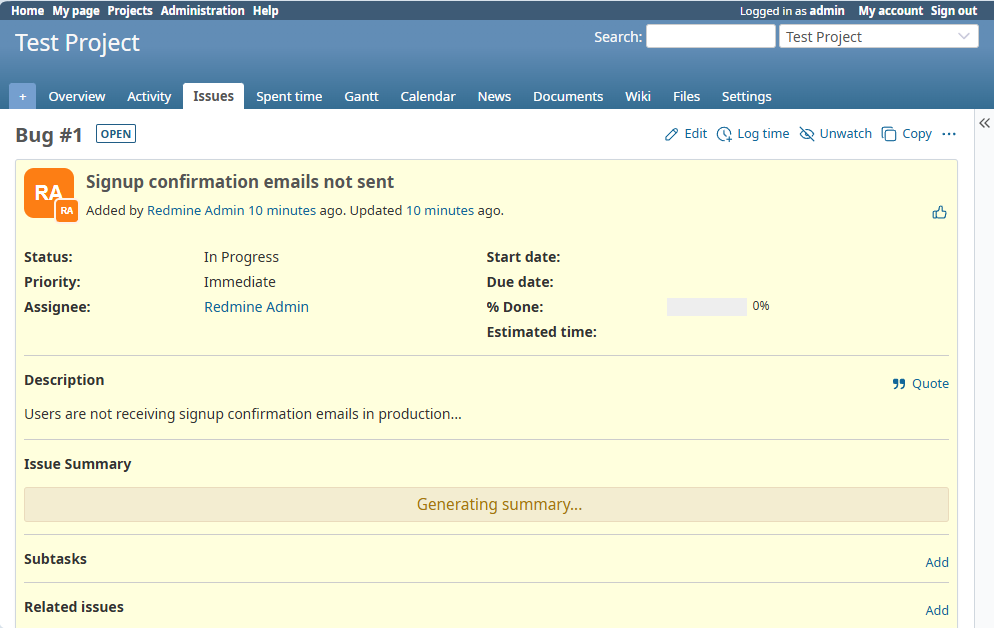 Home My page Projects Administration Help Logged in as admin My account Sign out
Test Project Search: Test Project
+ Overview Activity Issues Spent time Gantt Calendar News Documents Wiki Files Settings
Bug #1 OPEN Edit Log time Unwatch Copy ...
RA Signup confirmation emails not sent
RA Added by Redmine Admin 10 minutes ago. Updated 10 minutes ago.
Status: In Progress Start date:
Priority: Immediate Due date:
Assignee: Redmine Admin % Done: 0%
Estimated time:
Description Quote
Users are not receiving signup confirmation emails in production...
Issue Summary
Generating summary...
Subtasks Add
Related issues Add